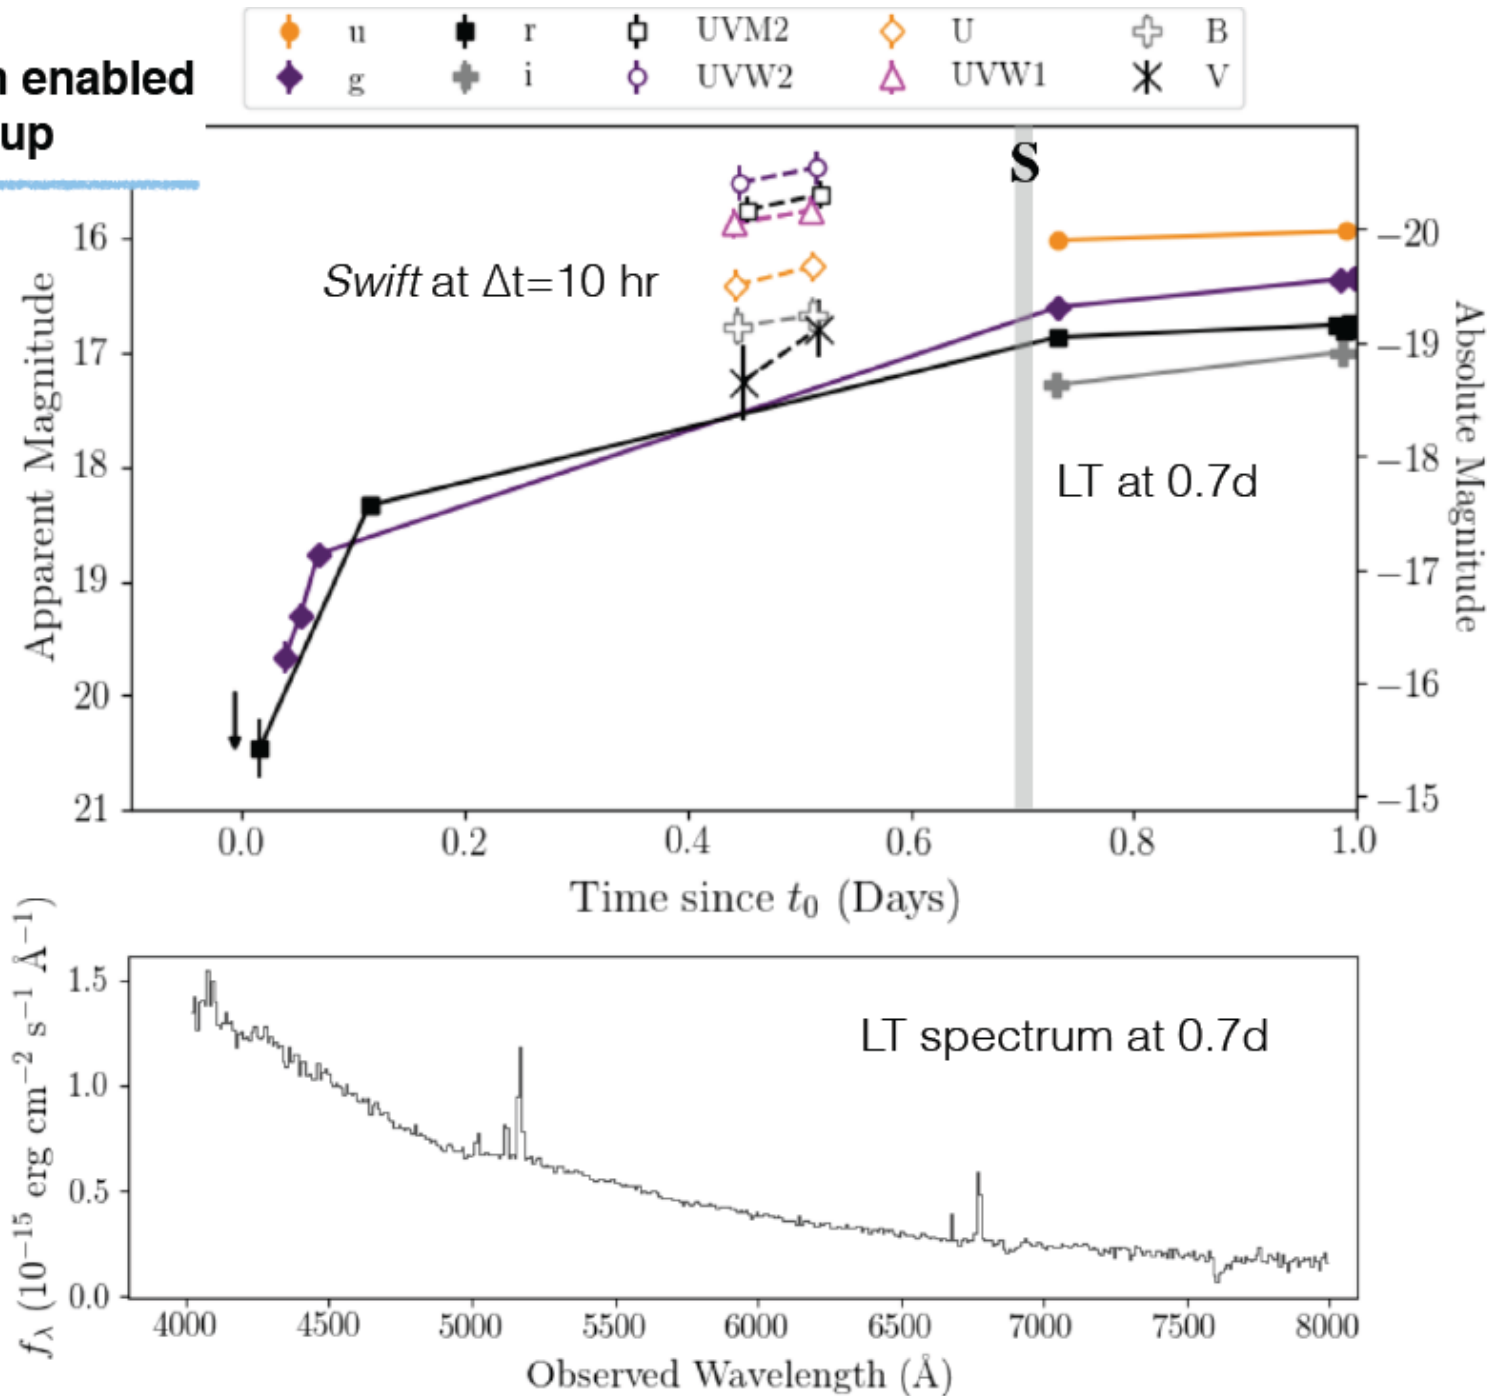 enabled
up
u r UVM2 U B
g i UVW2 UVW1 V
S
16
17
18
19
20
21
Apparent Magnitude
Swift at Δt=10 hr
LT at 0.7d
−20
−19
−18
−17
−16
−15
Absolute Magnitude
0.0 0.2 0.4 0.6 0.8 1.0
Time since t₀ (Days)
1.5
1.0
0.5
0.0
f_λ (10⁻¹⁵ erg cm⁻² s⁻¹ Å⁻¹)
LT spectrum at 0.7d
4000 4500 5000 5500 6000 6500 7000 7500 8000
Observed Wavelength (Å)